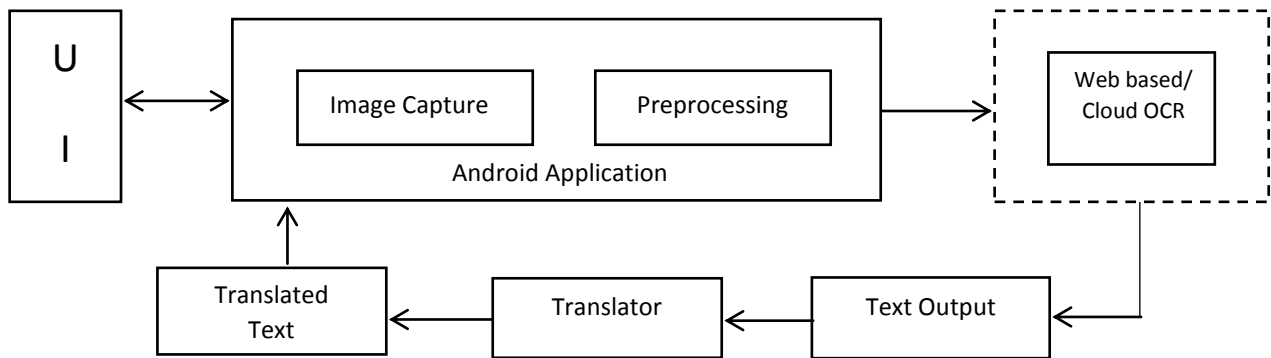 U
I
Image Capture
Preprocessing
Android Application
Web based/
Cloud OCR
Translated
Text
Translator
Text Output